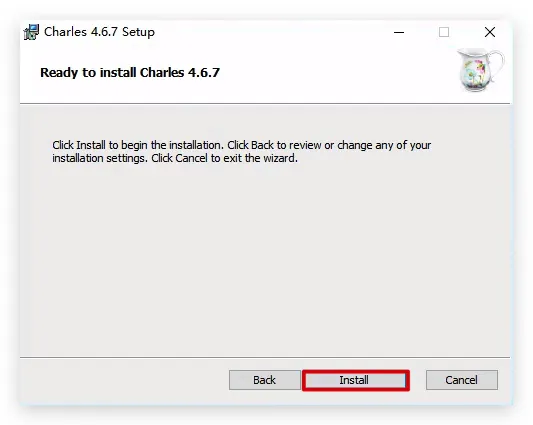 Charles 4.6.7 Setup
Ready to install Charles 4.6.7
Click Install to begin the installation. Click Back to review or change any of your
installation settings. Click Cancel to exit the wizard.
Back Install Cancel